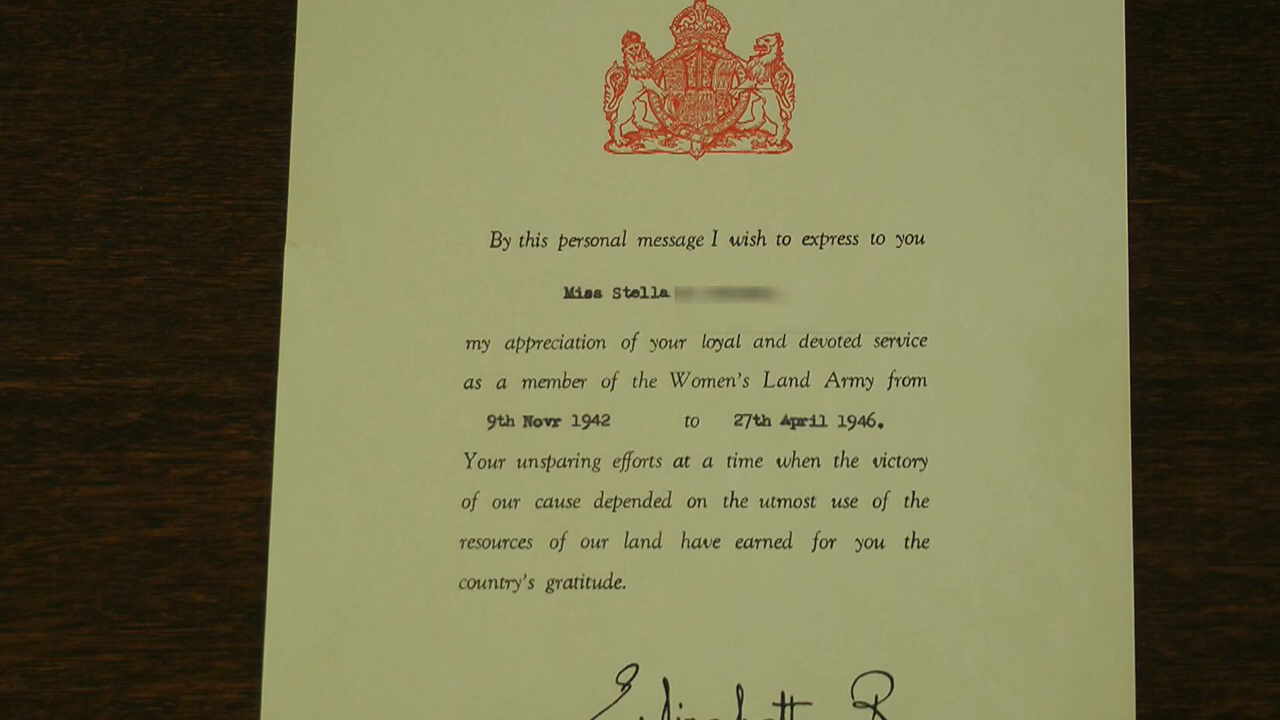 By this personal message I wish to express to you
Miss Stella
my appreciation of your loyal and devoted service
as a member of the Women's Land Army from
9th Novr 1942 to 27th April 1946.
Your unsparing efforts at a time when the victory
of our cause depended on the utmost use of the
resources of our land have earned for you the
country's gratitude.
Elizabeth R